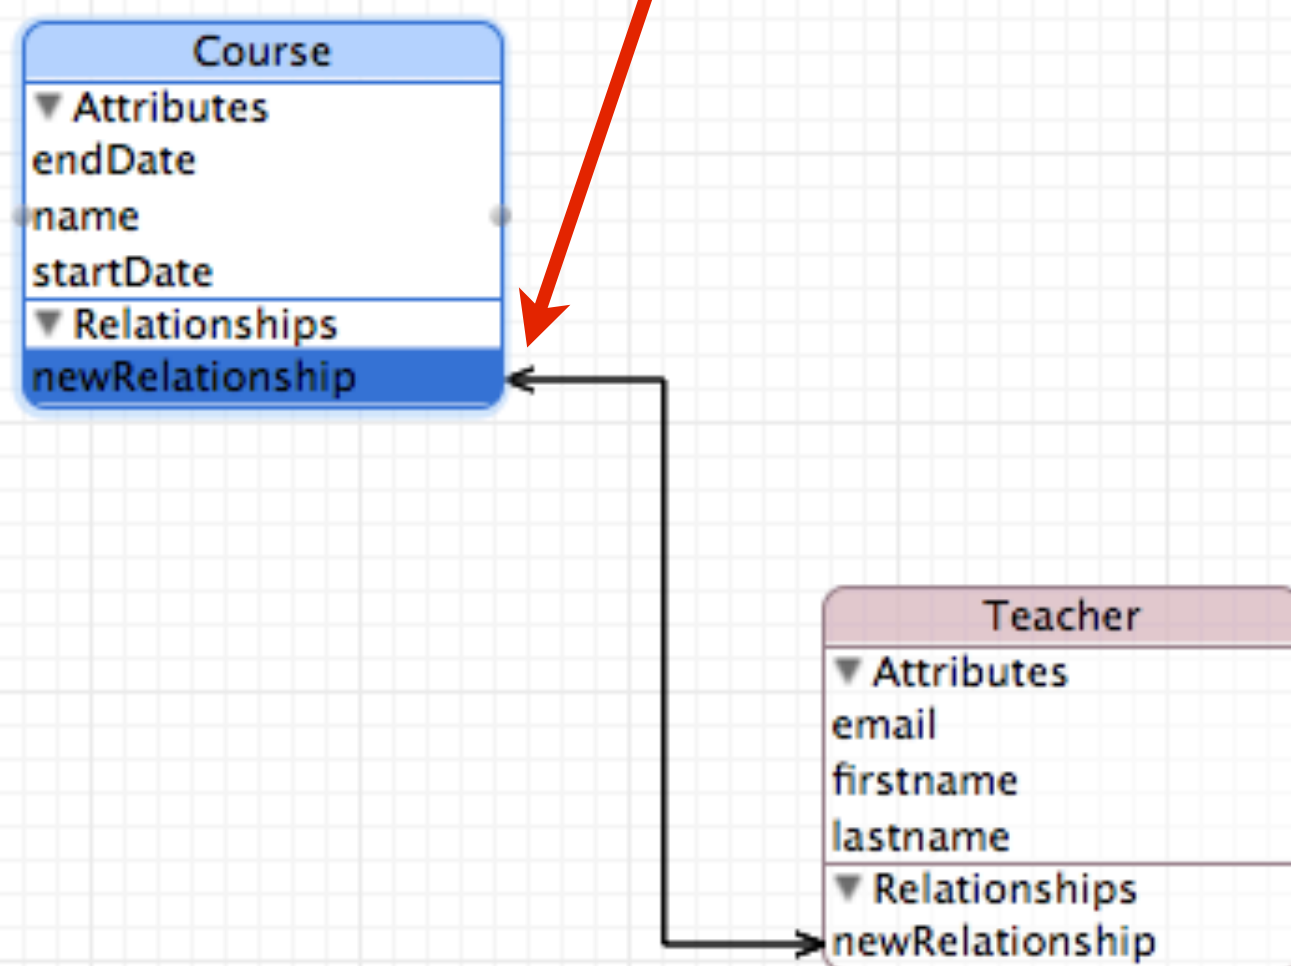 Course
Attributes
endDate
name
startDate
Relationships
newRelationship
Teacher
Attributes
email
firstname
lastname
Relationships
newRelationship